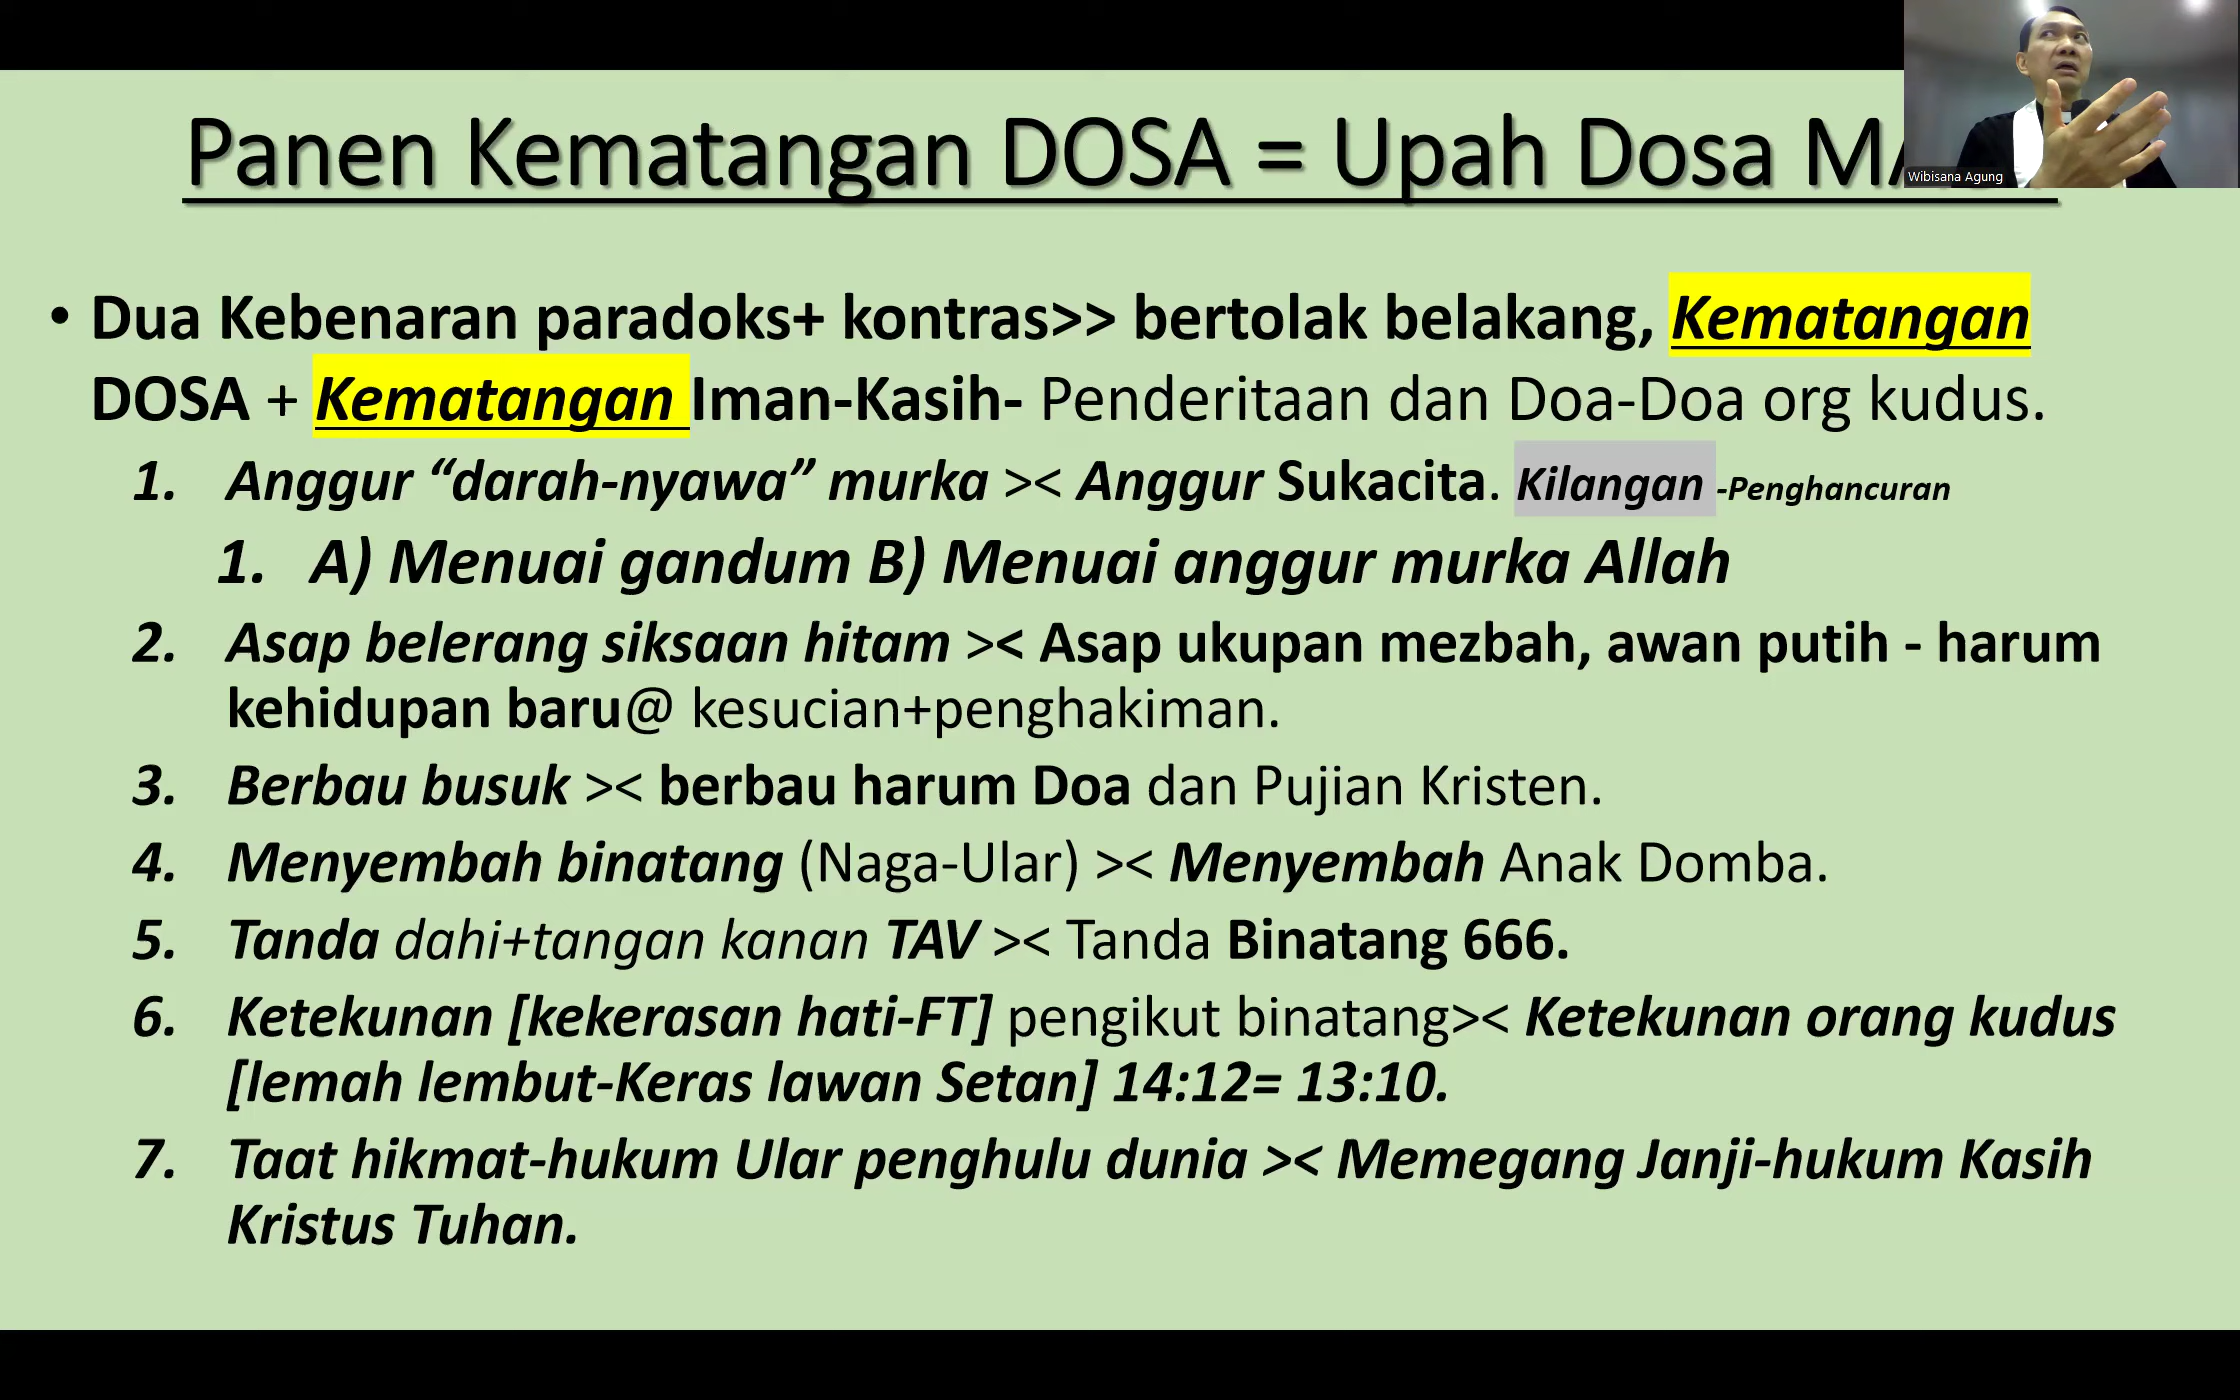 Panen Kematangan DOSA = Upah Dosa
Wibisana Agung
• Dua Kebenaran paradoks+ kontras>> bertolak belakang, Kematangan
DOSA + Kematangan Iman-Kasih- Penderitaan dan Doa-Doa org kudus.
1. Anggur “darah-nyawa” murka >< Anggur Sukacita. Kilangan -Penghancuran
1. A) Menuai gandum B) Menuai anggur murka Allah
2. Asap belerang siksaan hitam >< Asap ukupan mezbah, awan putih - harum
kehidupan baru@ kesucian+penghakiman.
3. Berbau busuk >< berbau harum Doa dan Pujian Kristen.
4. Menyembah binatang (Naga-Ular) >< Menyembah Anak Domba.
5. Tanda dahi+tangan kanan TAV >< Tanda Binatang 666.
6. Ketekunan [kekerasan hati-FT] pengikut binatang>< Ketekunan orang kudus
[lemah lembut-Keras lawan Setan] 14:12= 13:10.
7. Taat hikmat-hukum Ular penghulu dunia >< Memegang Janji-hukum Kasih
Kristus Tuhan.